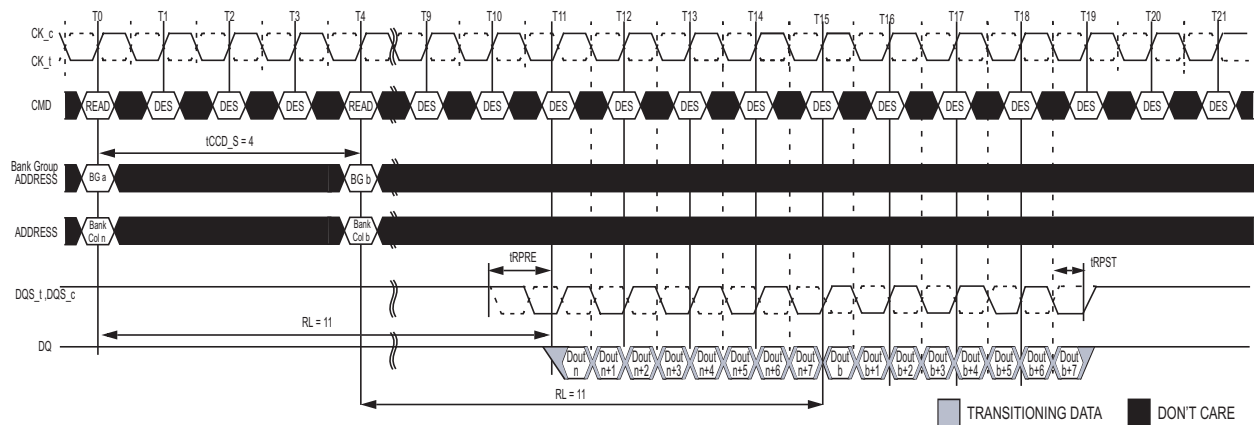 T0 T1 T2 T3 T4 T9 T10 T11 T12 T13 T14 T15 T16 T17 T18 T19 T20 T21
CK_c
CK_t
CMD READ DES DES DES READ DES DES DES DES DES DES DES DES DES DES DES DES DES
tCCD_S = 4
Bank Group
ADDRESS BG a BG b
ADDRESS
Bank
Col n
Bank
Col b
tRPRE tRPST
DQS_t ,DQS_c
RL = 11
DQ
Dout
n
Dout
n+1
Dout
n+2
Dout
n+3
Dout
n+4
Dout
n+5
Dout
n+6
Dout
n+7
Dout
b
Dout
b+1
Dout
b+2
Dout
b+3
Dout
b+4
Dout
b+5
Dout
b+6
Dout
b+7
RL = 11
TRANSITIONING DATA DON'T CARE